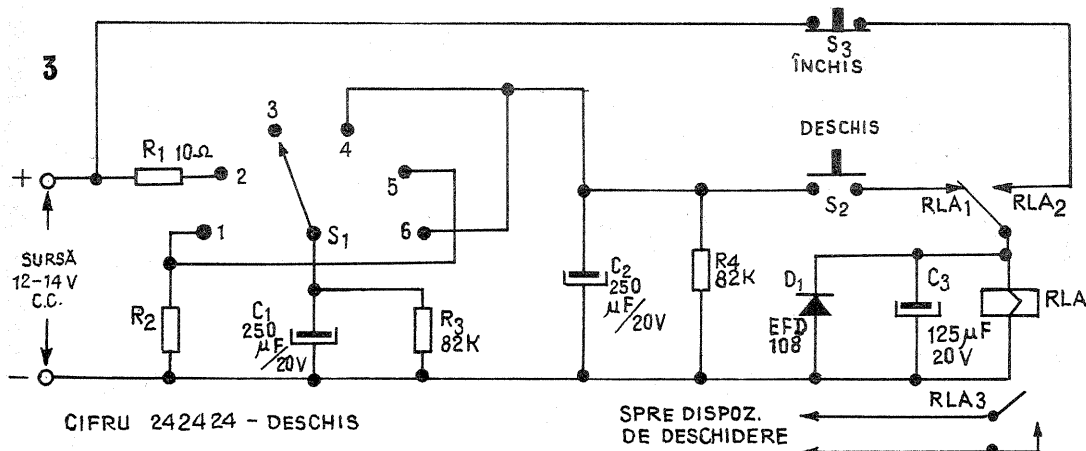 3
S3
ÎNCHIS
DESCHIS
R1 10Ω
1
2
3
4
5
6
S1
S2
RLA1
RLA2
+
SURSĂ
12-14 V
C.C.
−
R2
C1
250
µF/20V
R3
82K
C2
250
µF/20V
R4
82K
D1
EFD
108
C3
125µF
20V
RLA
RLA3
CIFRU 242424 - DESCHIS
SPRE DISPOZ.
DE DESCHIDERE